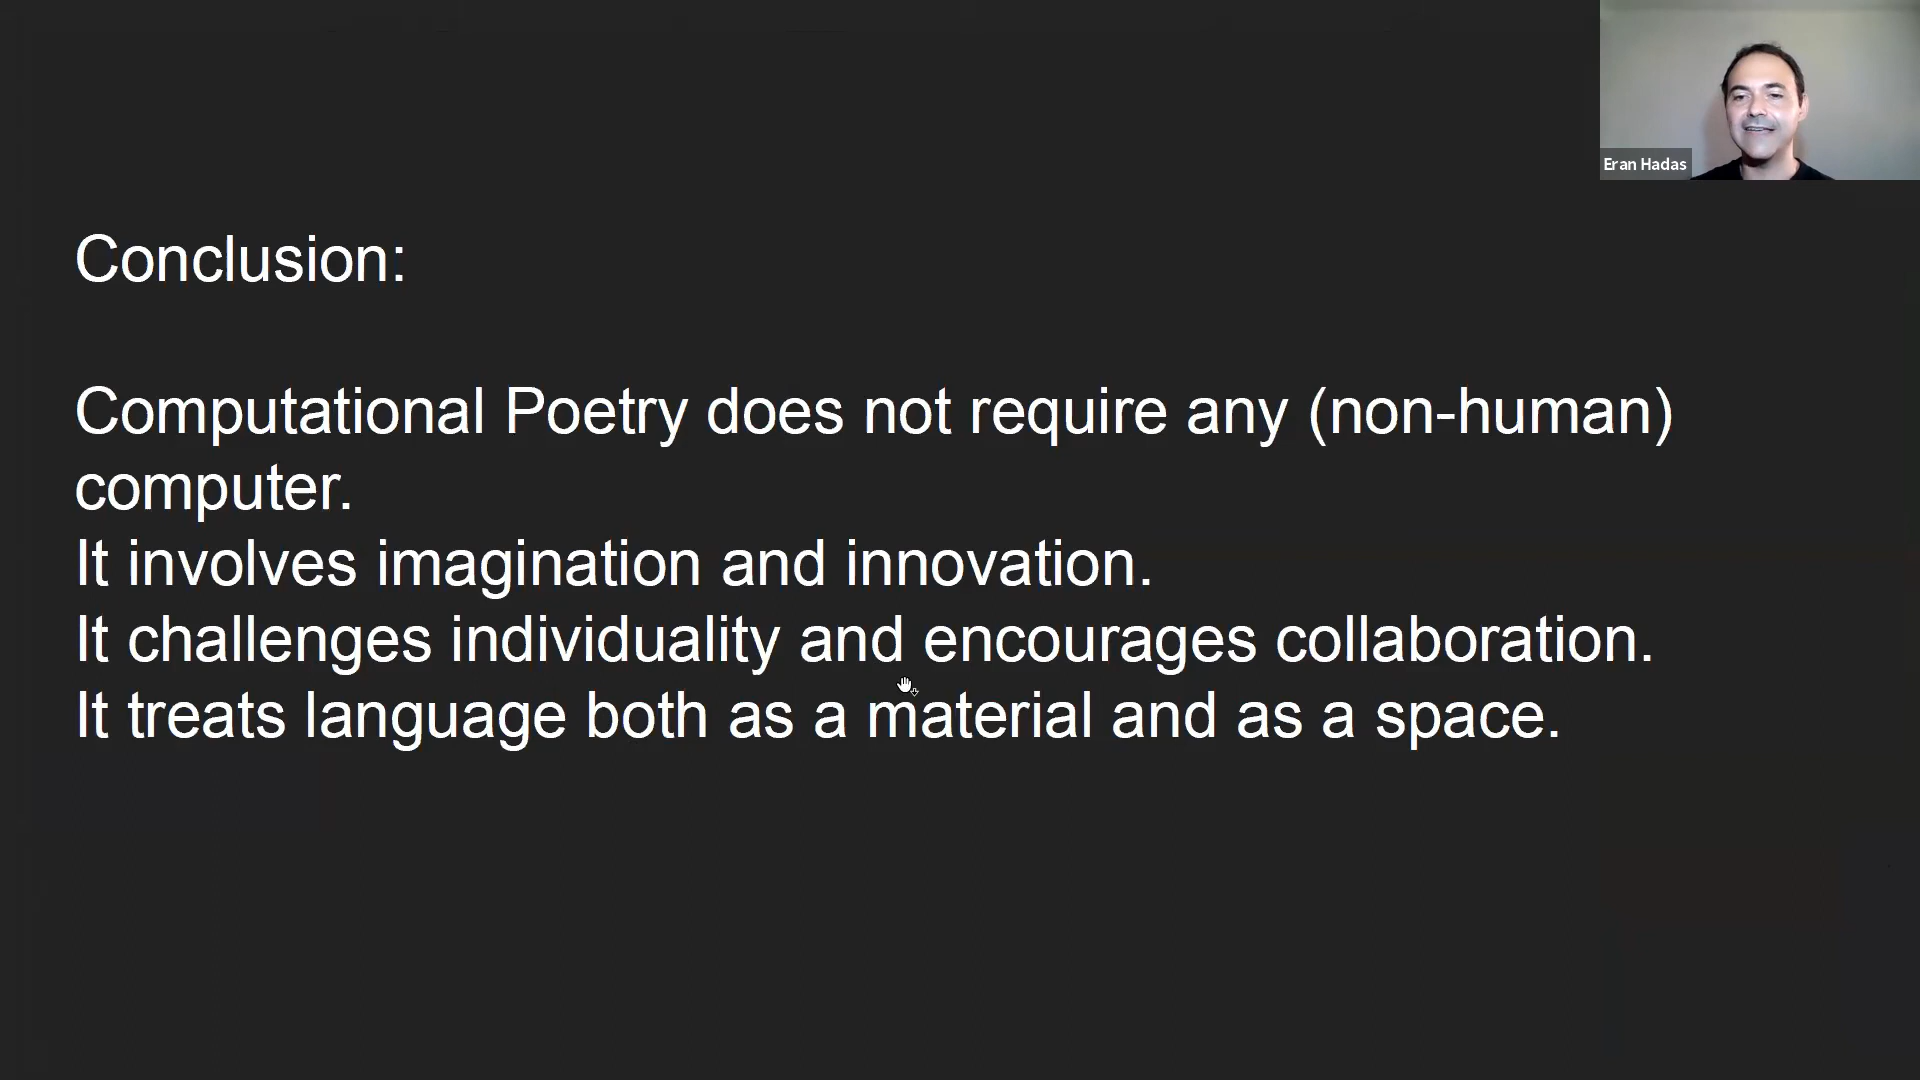 Eran Hadas
Conclusion:
Computational Poetry does not require any (non-human)
computer.
It involves imagination and innovation.
It challenges individuality and encourages collaboration.
It treats language both as a material and as a space.